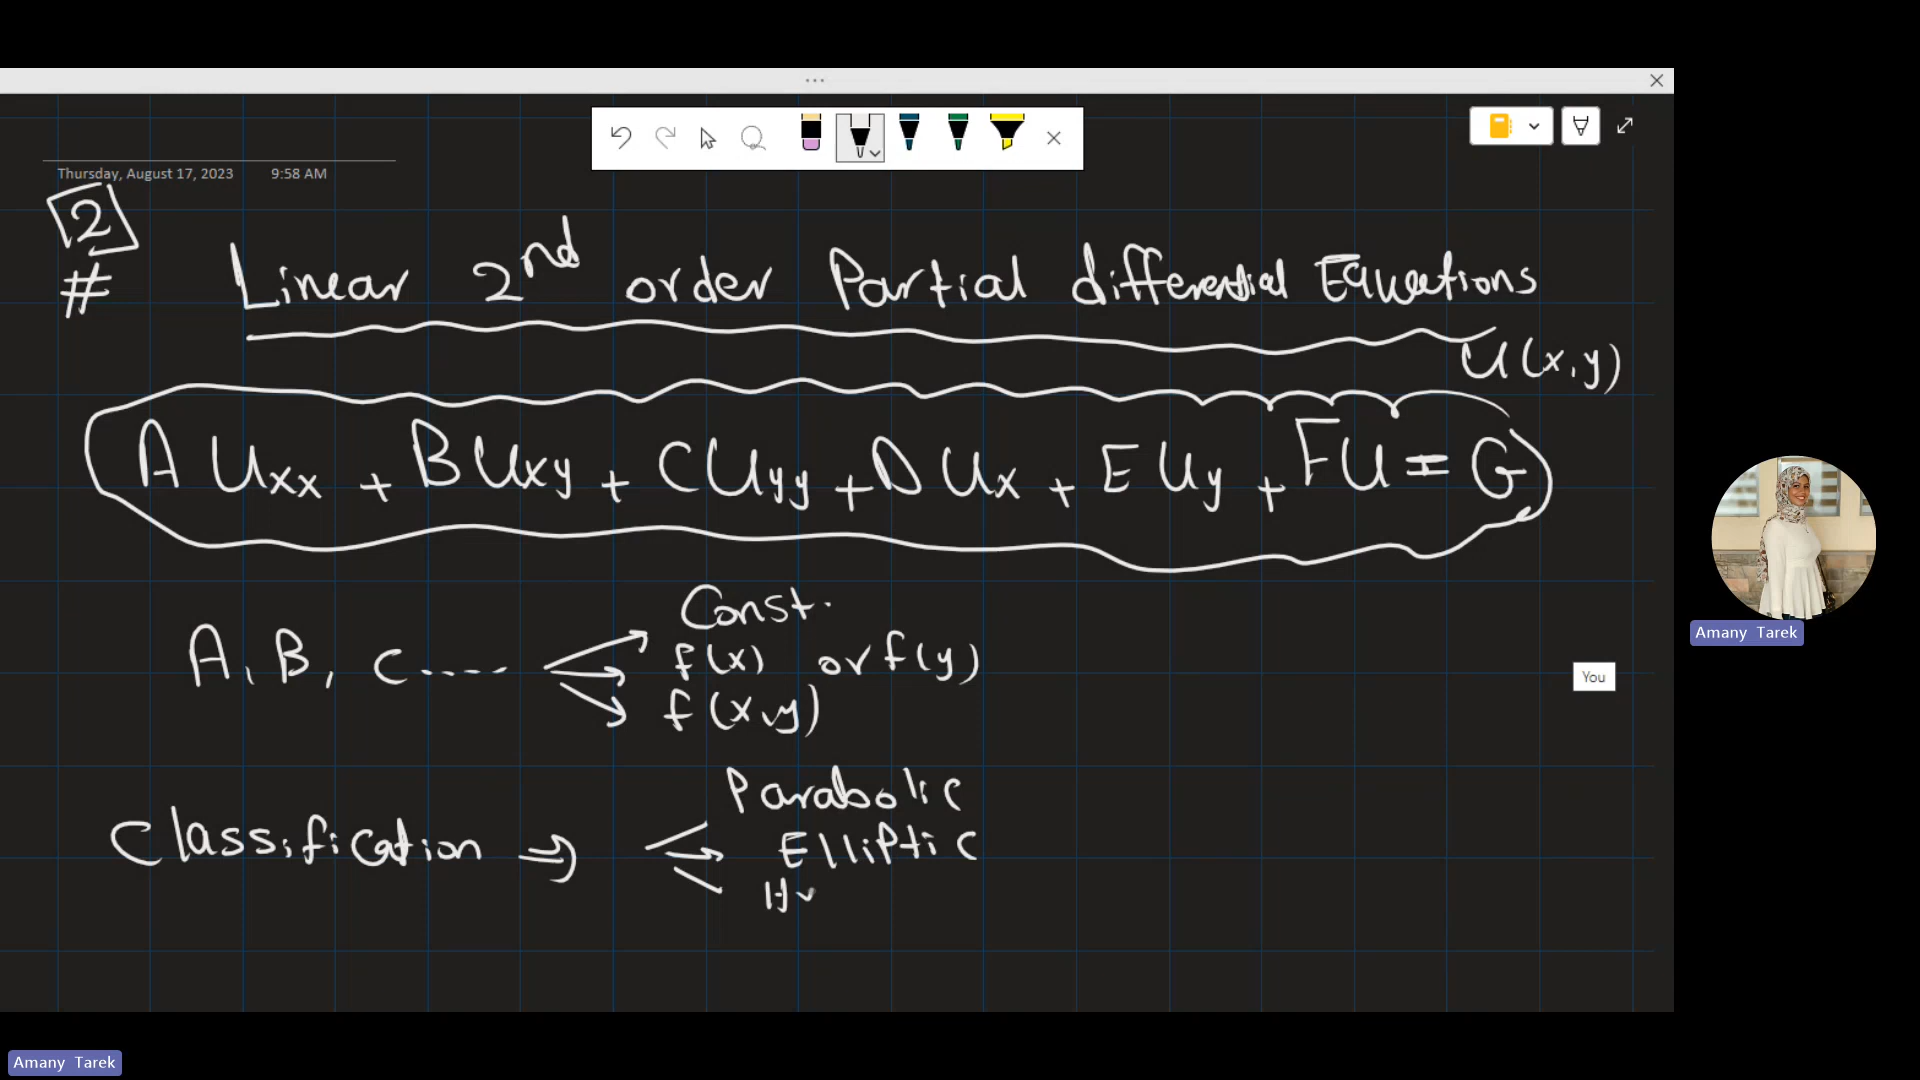 Thursday, August 17, 2023 9:58 AM
2
# Linear 2nd order Partial differential Equations
U(x,y)
A Uxx + B Uxy + C Uyy + D Ux + E Uy + F U = G
Const.
A, B, C .... f(x) or f(y)
f(x,y)
You
Parabolic
Classification ⇒ Elliptic
Hy
Amany Tarek
Amany Tarek